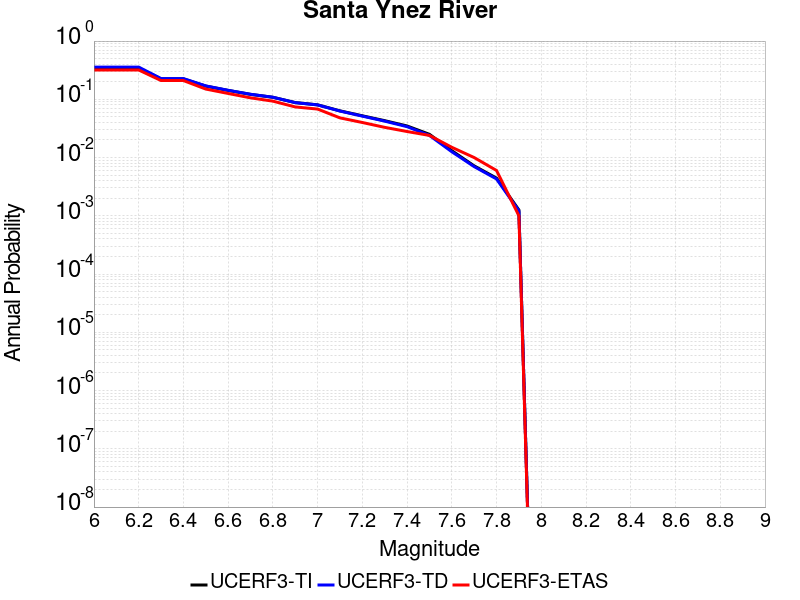 Santa Ynez River
Annual Probability
10^0
10^-1
10^-2
10^-3
10^-4
10^-5
10^-6
10^-7
10^-8
6 6.2 6.4 6.6 6.8 7 7.2 7.4 7.6 7.8 8 8.2 8.4 8.6 8.8 9
Magnitude
UCERF3-TI UCERF3-TD UCERF3-ETAS